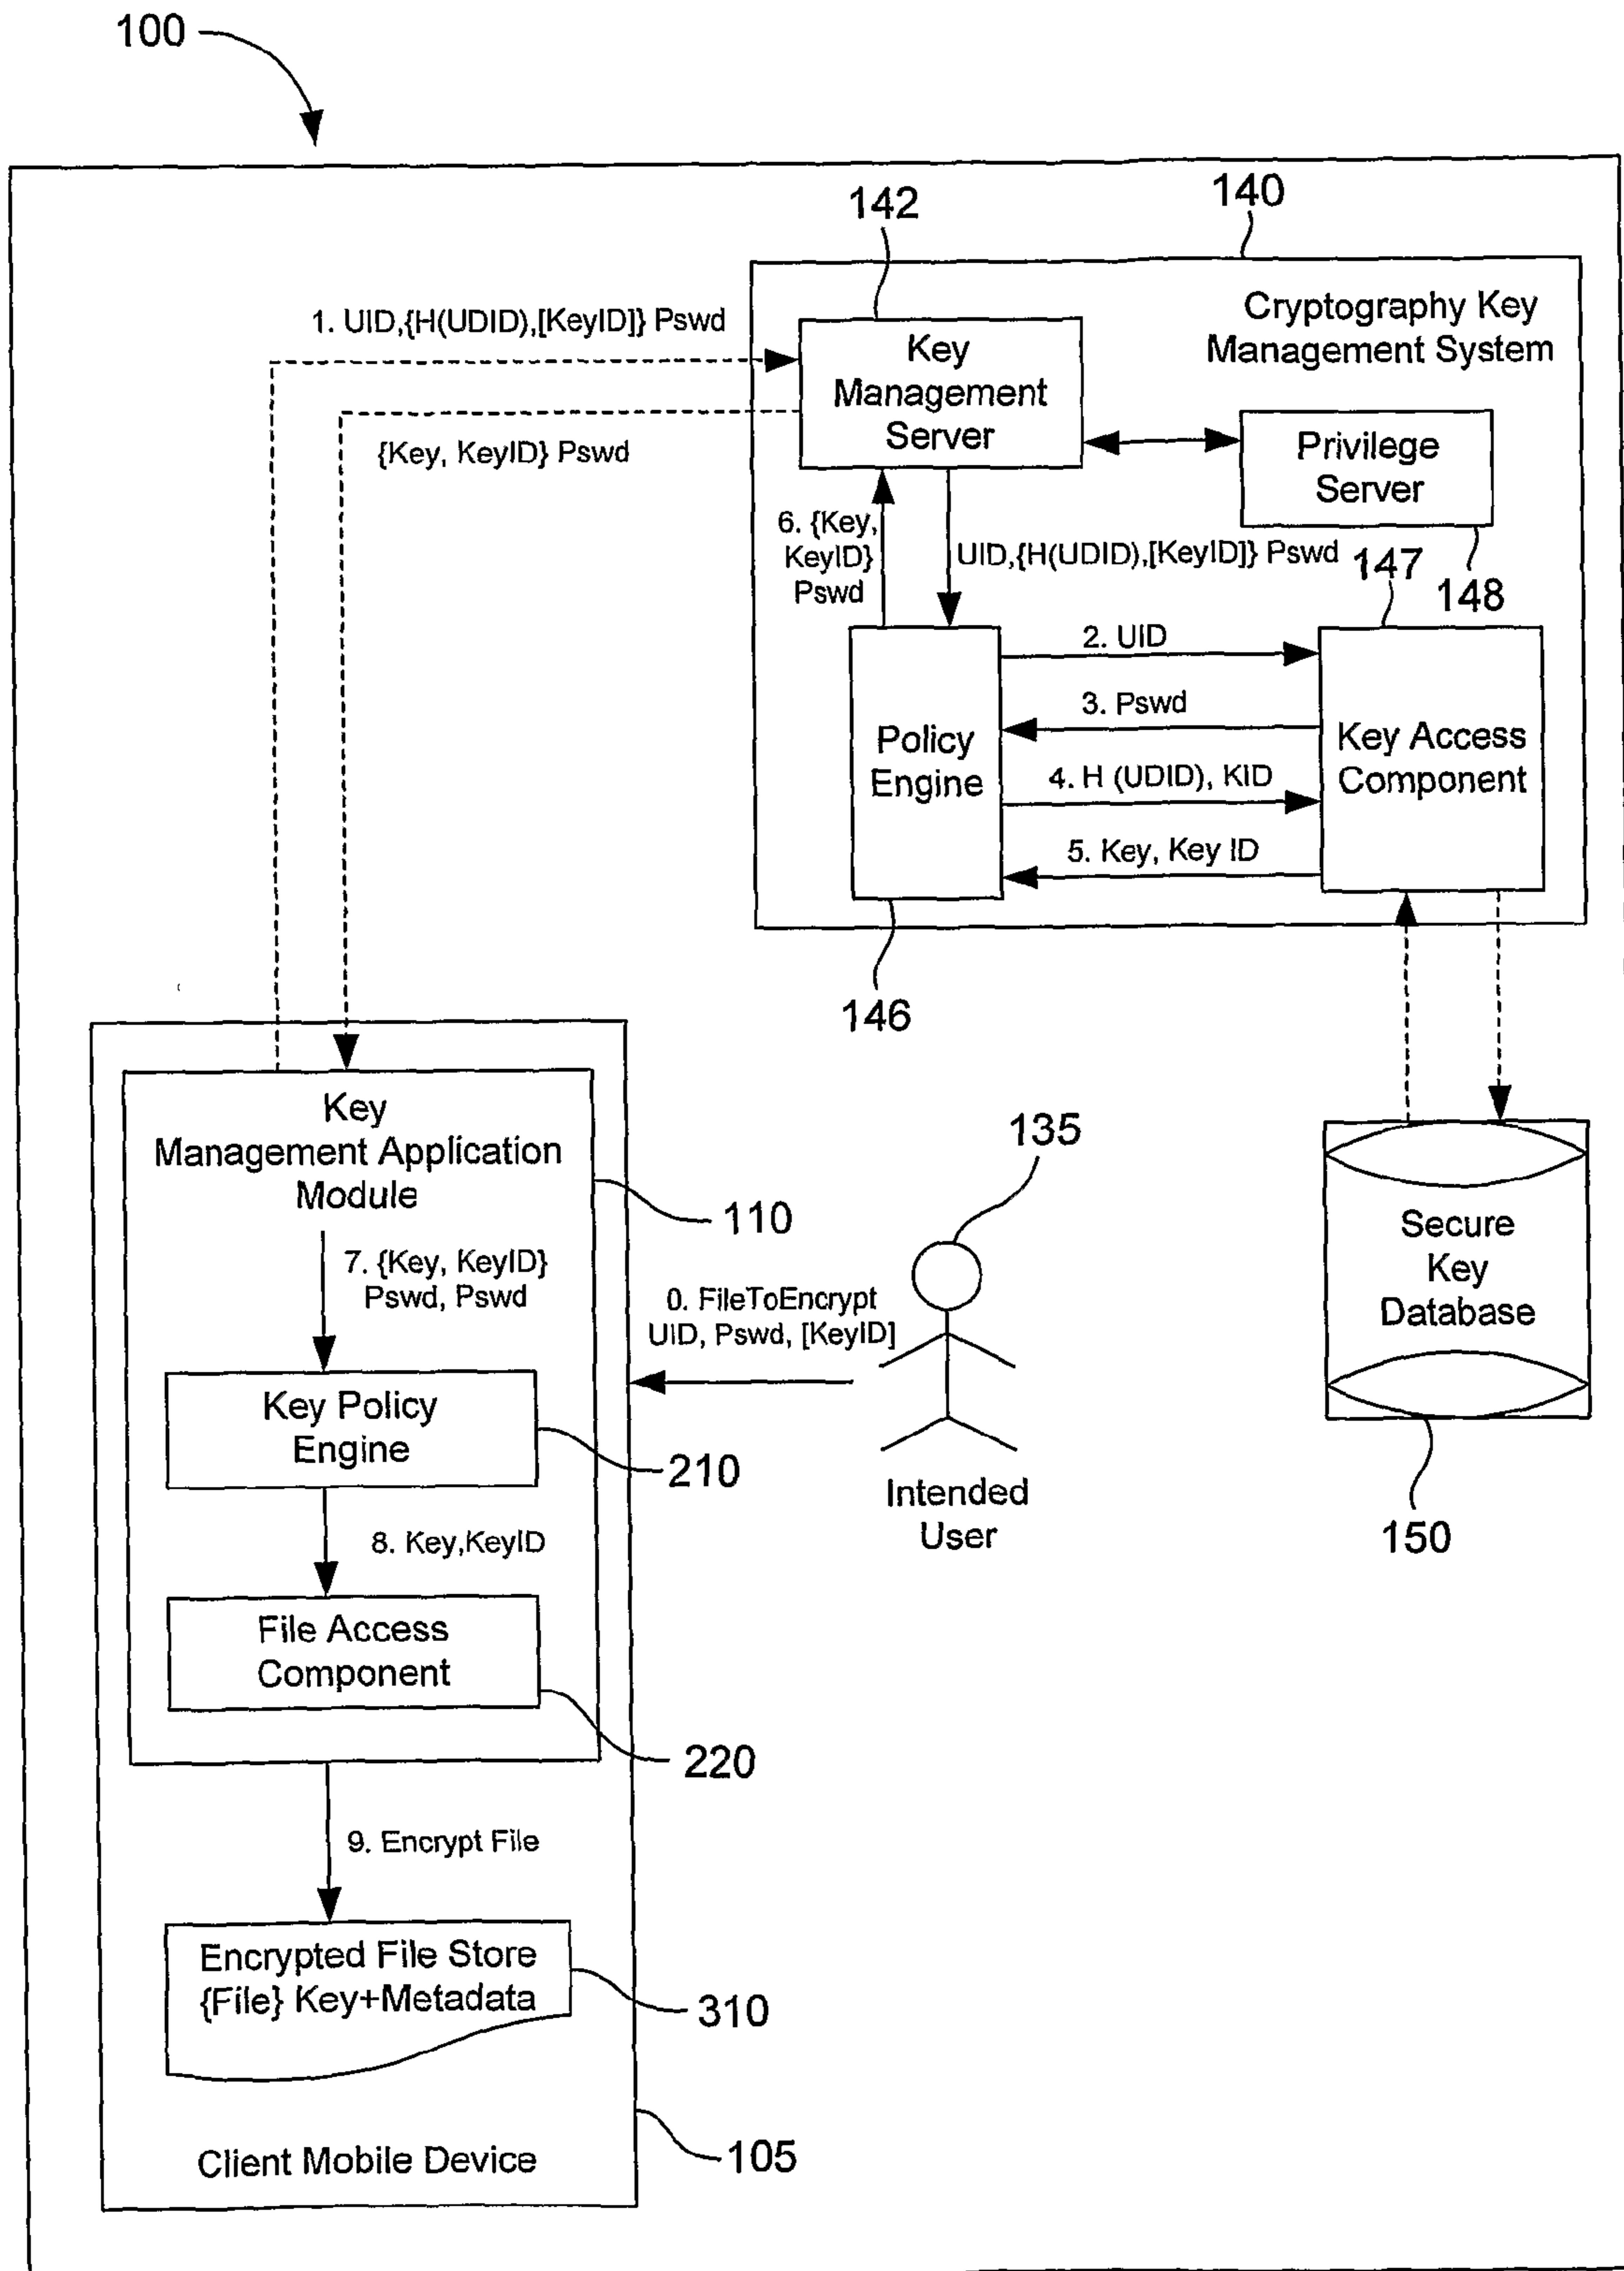 100
142
140
1. UID,{H(UDID),[KeyID]} Pswd
Cryptography Key
Management System
Key
Management
Server
{Key, KeyID} Pswd
Privilege
Server
6. {Key,
KeyID}
Pswd
UID,{H(UDID),[KeyID]} Pswd
147
148
2. UID
3. Pswd
Policy
Engine
Key Access
Component
4. H (UDID), KID
5. Key, Key ID
146
Key
Management Application
Module
135
110
7. {Key, KeyID}
Pswd, Pswd
0. FileToEncrypt
UID, Pswd, [KeyID]
Secure
Key
Database
Key Policy
Engine
210
Intended
User
150
8. Key,KeyID
File Access
Component
220
9. Encrypt File
Encrypted File Store
{File} Key+Metadata
310
Client Mobile Device
105